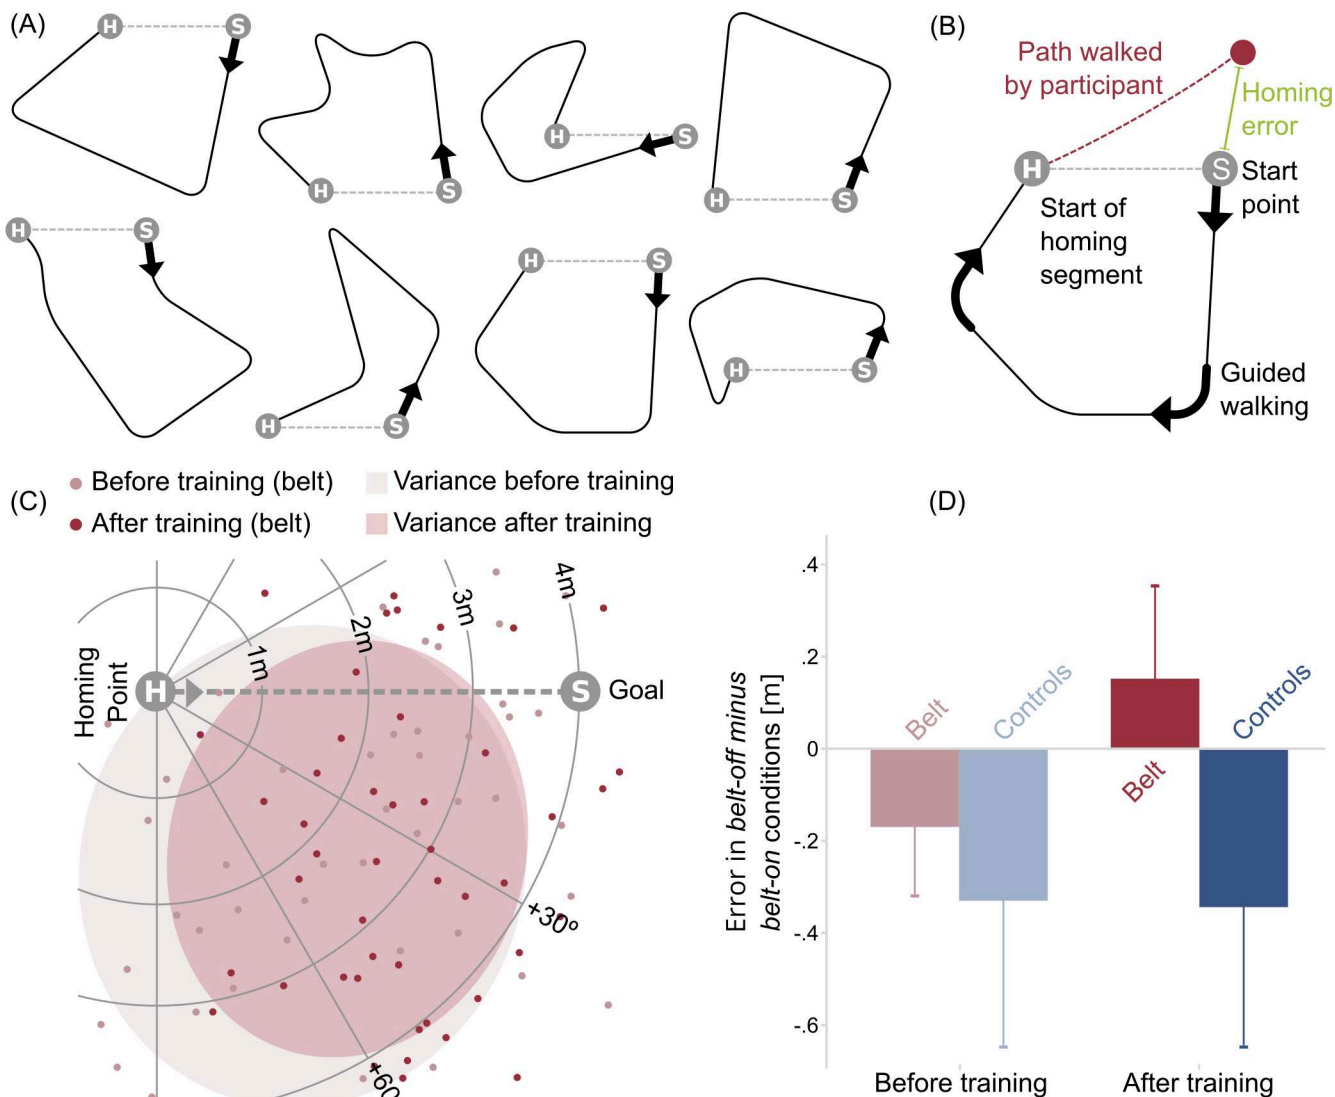 (A)
H
S
H
S
H
S
H
S
H
S
H
S
H
S
H
S
(B)
Path walked
by participant
Homing
error
H
S
Start
point
Start of
homing
segment
Guided
walking
(C)
Before training (belt)
Variance before training
After training (belt)
Variance after training
1m
2m
3m
4m
Homing
Point
H
S
Goal
+30º
+60
(D)
Error in belt-off minus
belt-on conditions [m]
.4
.2
0
-.2
-.4
-.6
Belt
Controls
Belt
Controls
Before training
After training